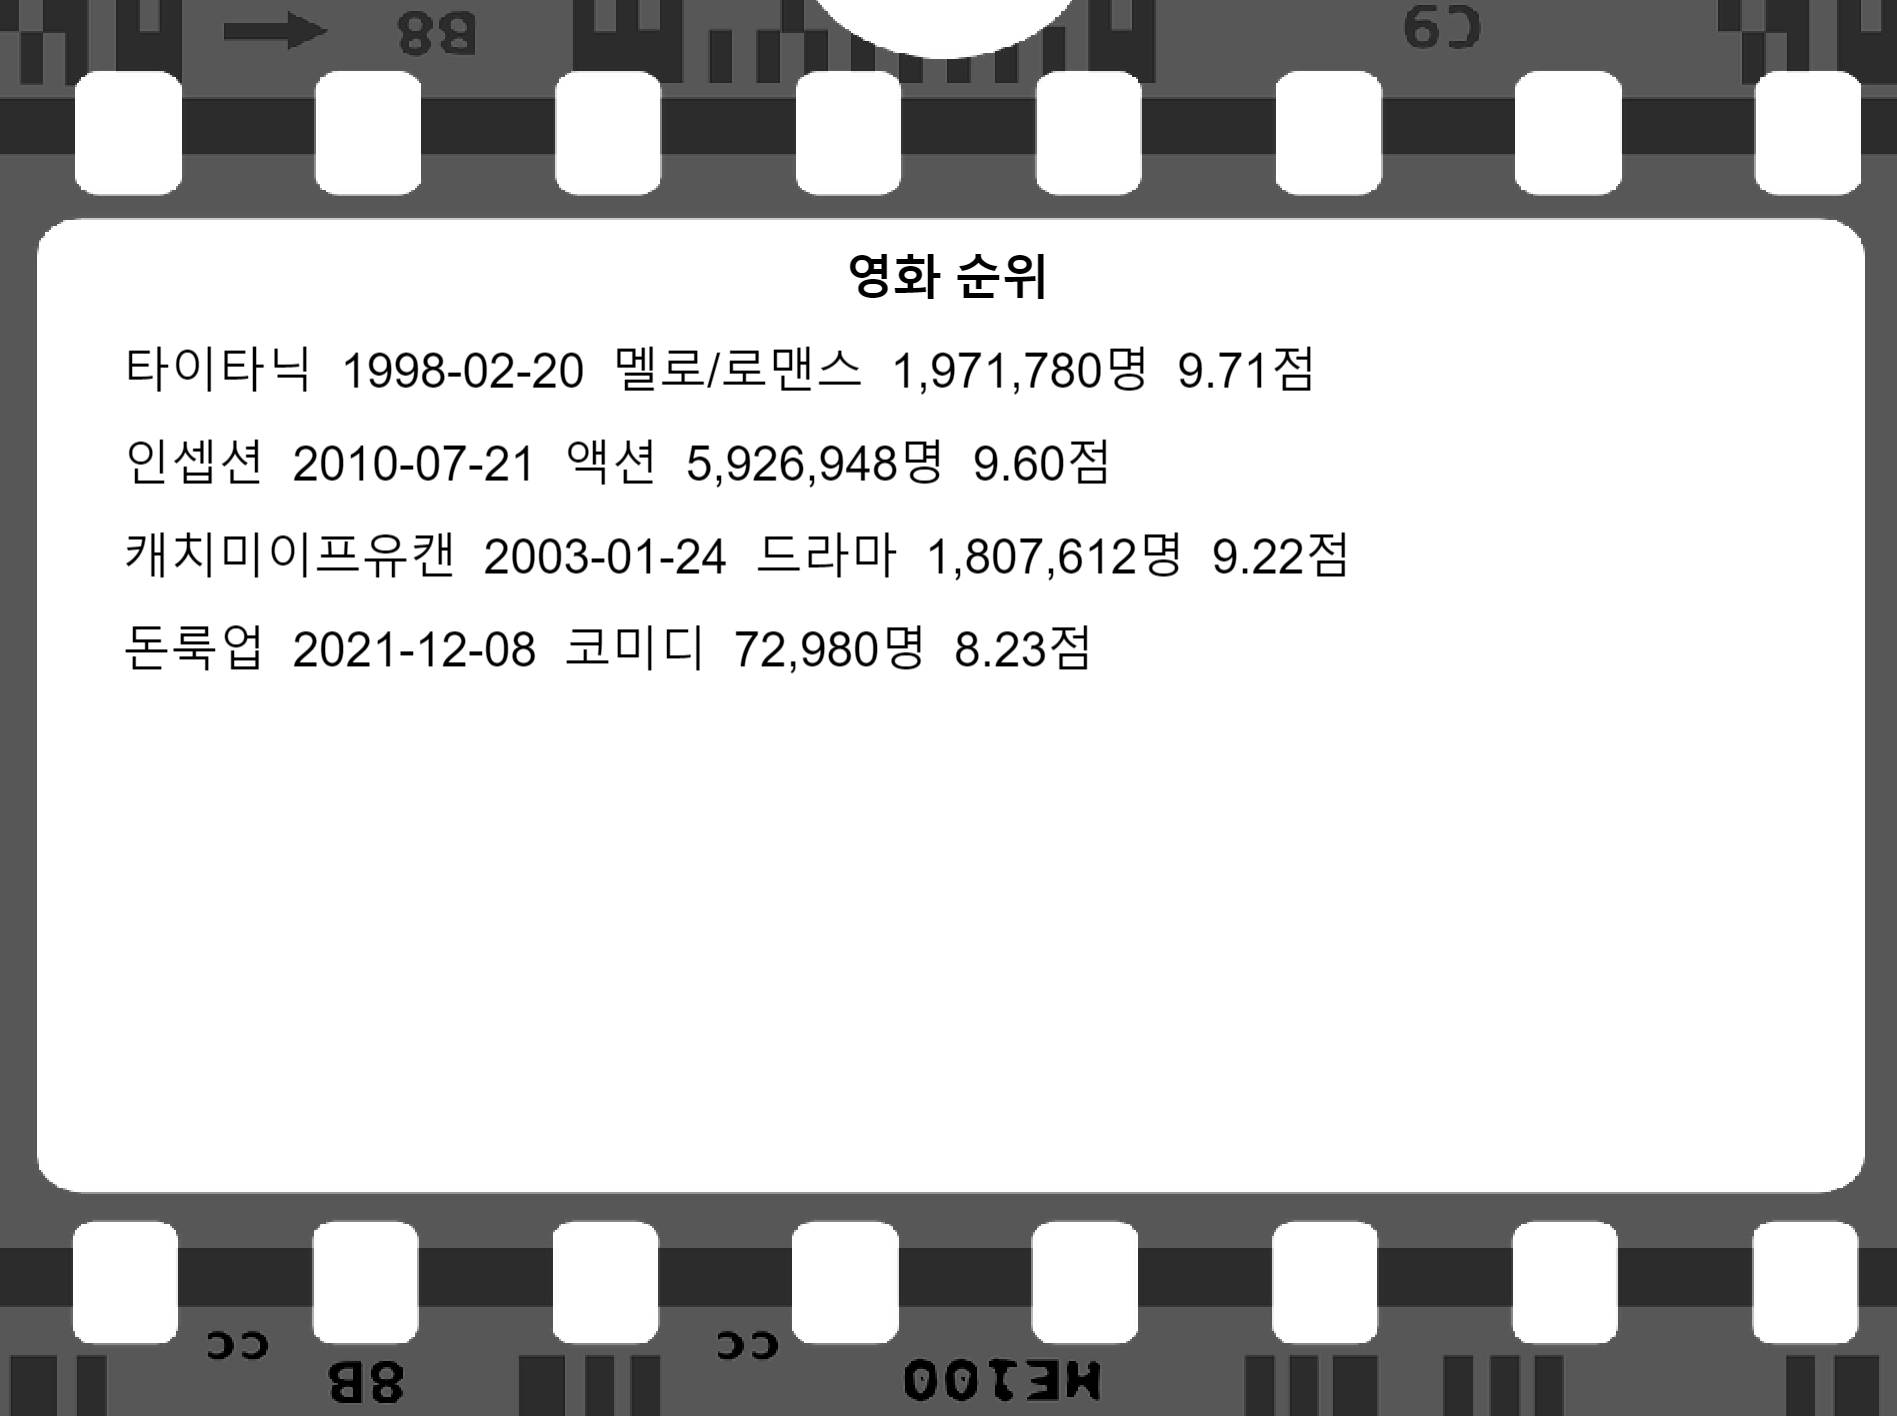 B8 C9
영화 순위
타이타닉 1998-02-20 멜로/로맨스 1,971,780명 9.71점
인셉션 2010-07-21 액션 5,926,948명 9.60점
캐치미이프유캔 2003-01-24 드라마 1,807,612명 9.22점
돈룩업 2021-12-08 코미디 72,980명 8.23점
cc cc
8B ME100